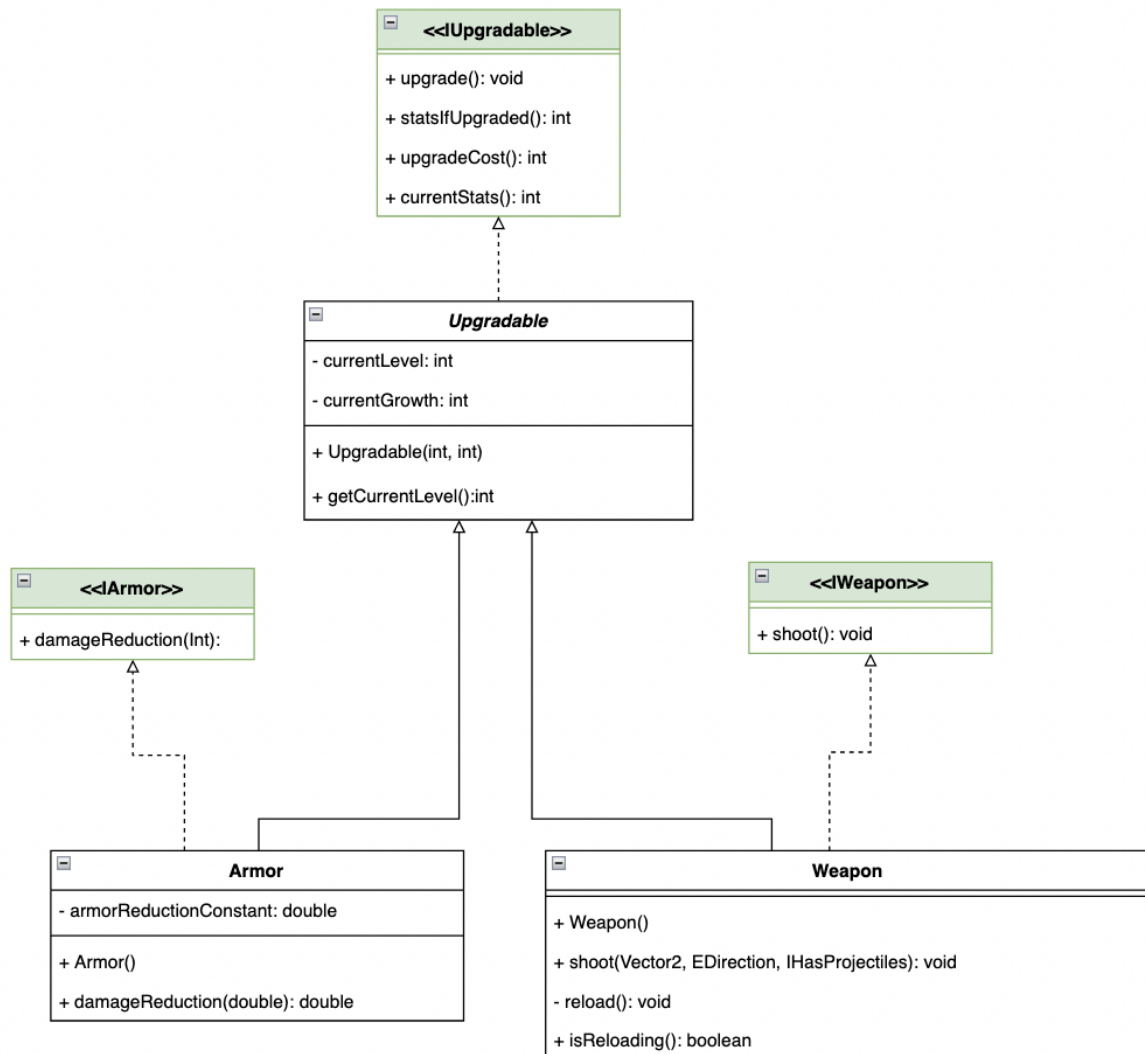 <<IUpgradable>>
+ upgrade(): void
+ statsIfUpgraded(): int
+ upgradeCost(): int
+ currentStats(): int
Upgradable
- currentLevel: int
- currentGrowth: int
+ Upgradable(int, int)
+ getCurrentLevel():int
<<IArmor>>
+ damageReduction(Int):
<<IWeapon>>
+ shoot(): void
Armor
- armorReductionConstant: double
+ Armor()
+ damageReduction(double): double
Weapon
+ Weapon()
+ shoot(Vector2, EDirection, IHasProjectiles): void
- reload(): void
+ isReloading(): boolean